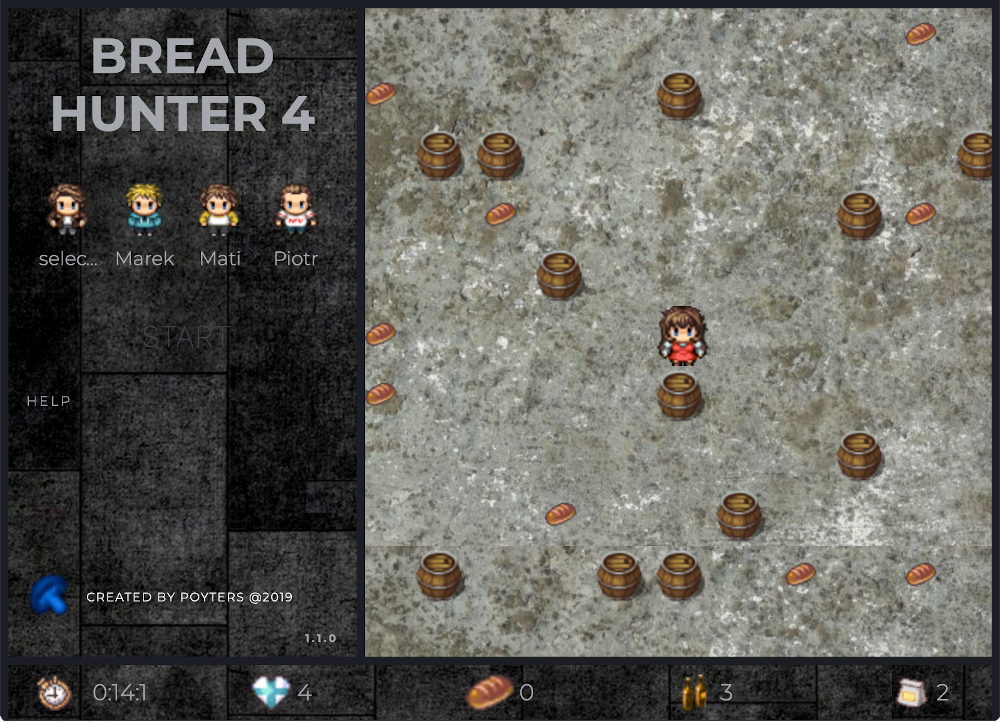 BREAD
HUNTER 4
selec... Marek Mati Piotr
START
HELP
CREATED BY POYTERS @2019
1.1.0
0:14:1 4 0 3 2